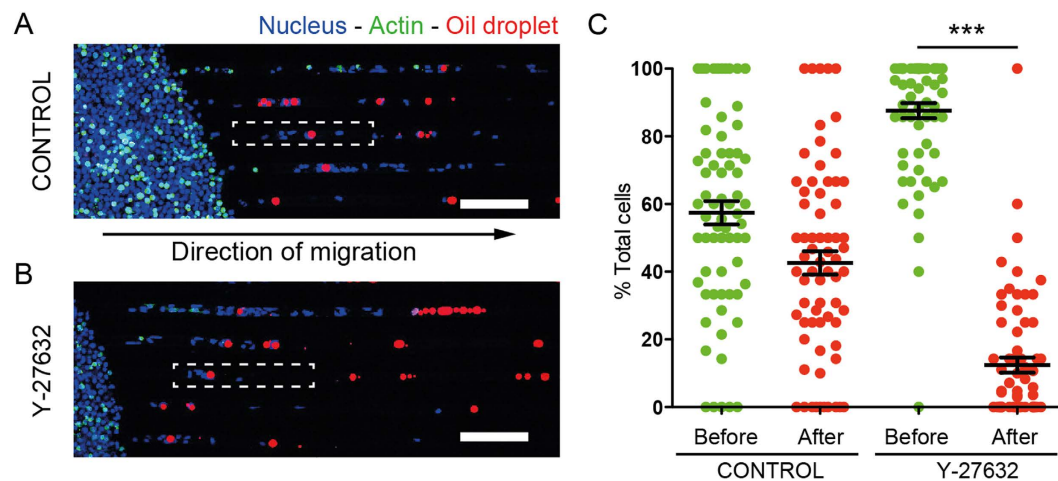 A
Nucleus - Actin - Oil droplet
CONTROL
Direction of migration
B
Y-27632
C
***
% Total cells
100
80
60
40
20
0
Before After Before After
CONTROL Y-27632